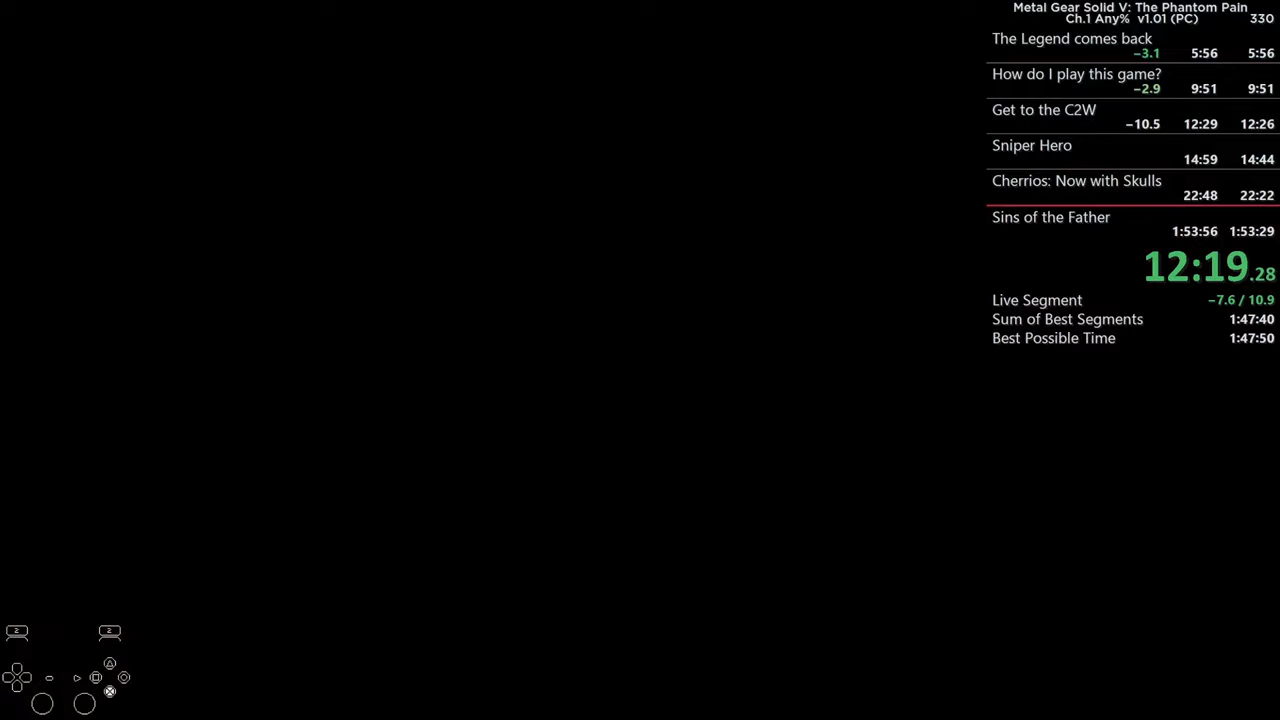 Metal Gear Solid V: The Phantom Pain
Ch.1 Any% v1.01 (PC) 330
The Legend comes back
−3.1 5:56 5:56
How do I play this game?
−2.9 9:51 9:51
Get to the C2W
−10.5 12:29 12:26
Sniper Hero
14:59 14:44
Cherrios: Now with Skulls
22:48 22:22
Sins of the Father
1:53:56 1:53:29
12:19.28
Live Segment −7.6 / 10.9
Sum of Best Segments 1:47:40
Best Possible Time 1:47:50
2 2